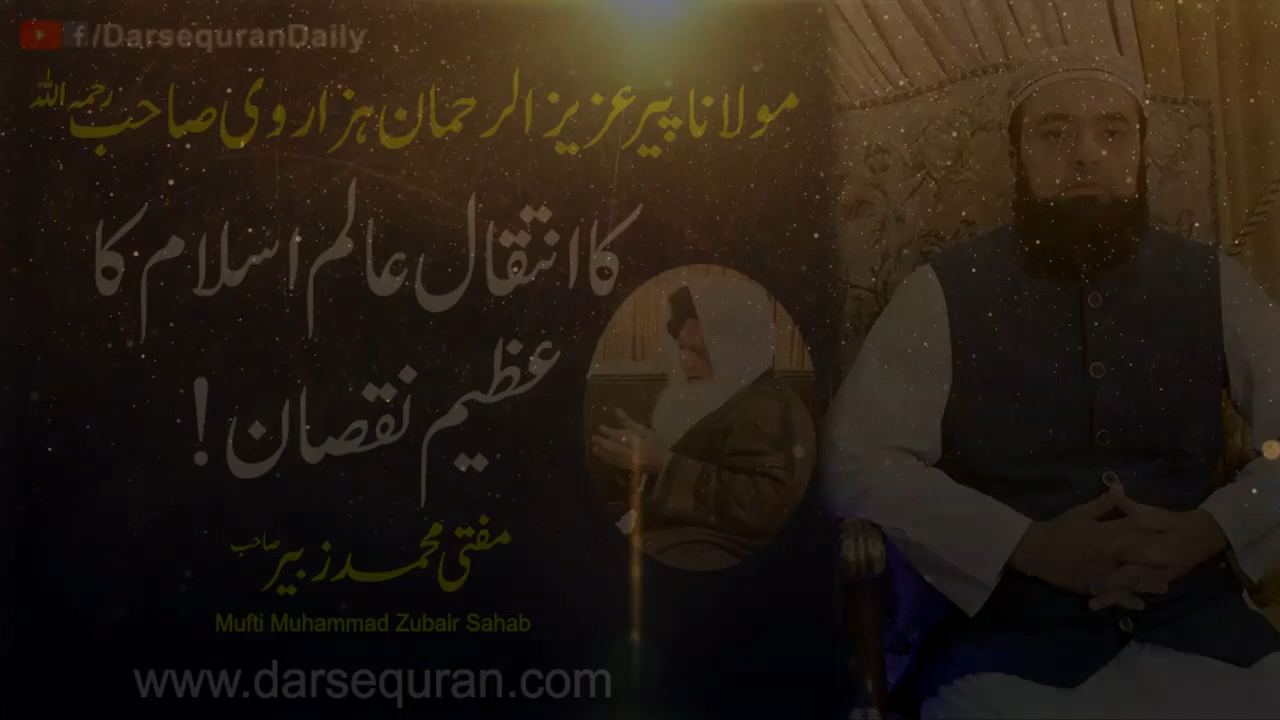 /DarsequranDaily
مولانا پیر عزیز الرحمان ہزاروی صاحب رحمہ اللہ
کا انتقال عالم اسلام کا
عظیم نقصان!
مفتی محمد زبیر صاحب
Mufti Muhammad Zubair Sahab
www.darsequran.com